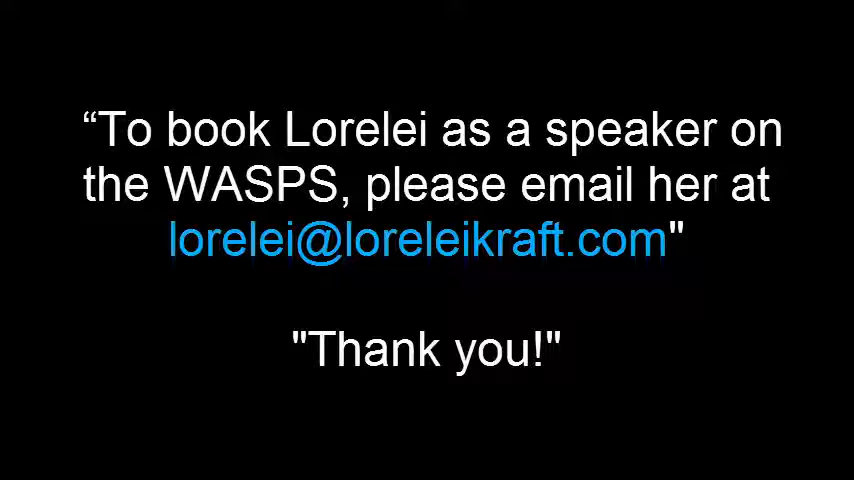 “To book Lorelei as a speaker on
the WASPS, please email her at
lorelei@loreleikraft.com"
"Thank you!"